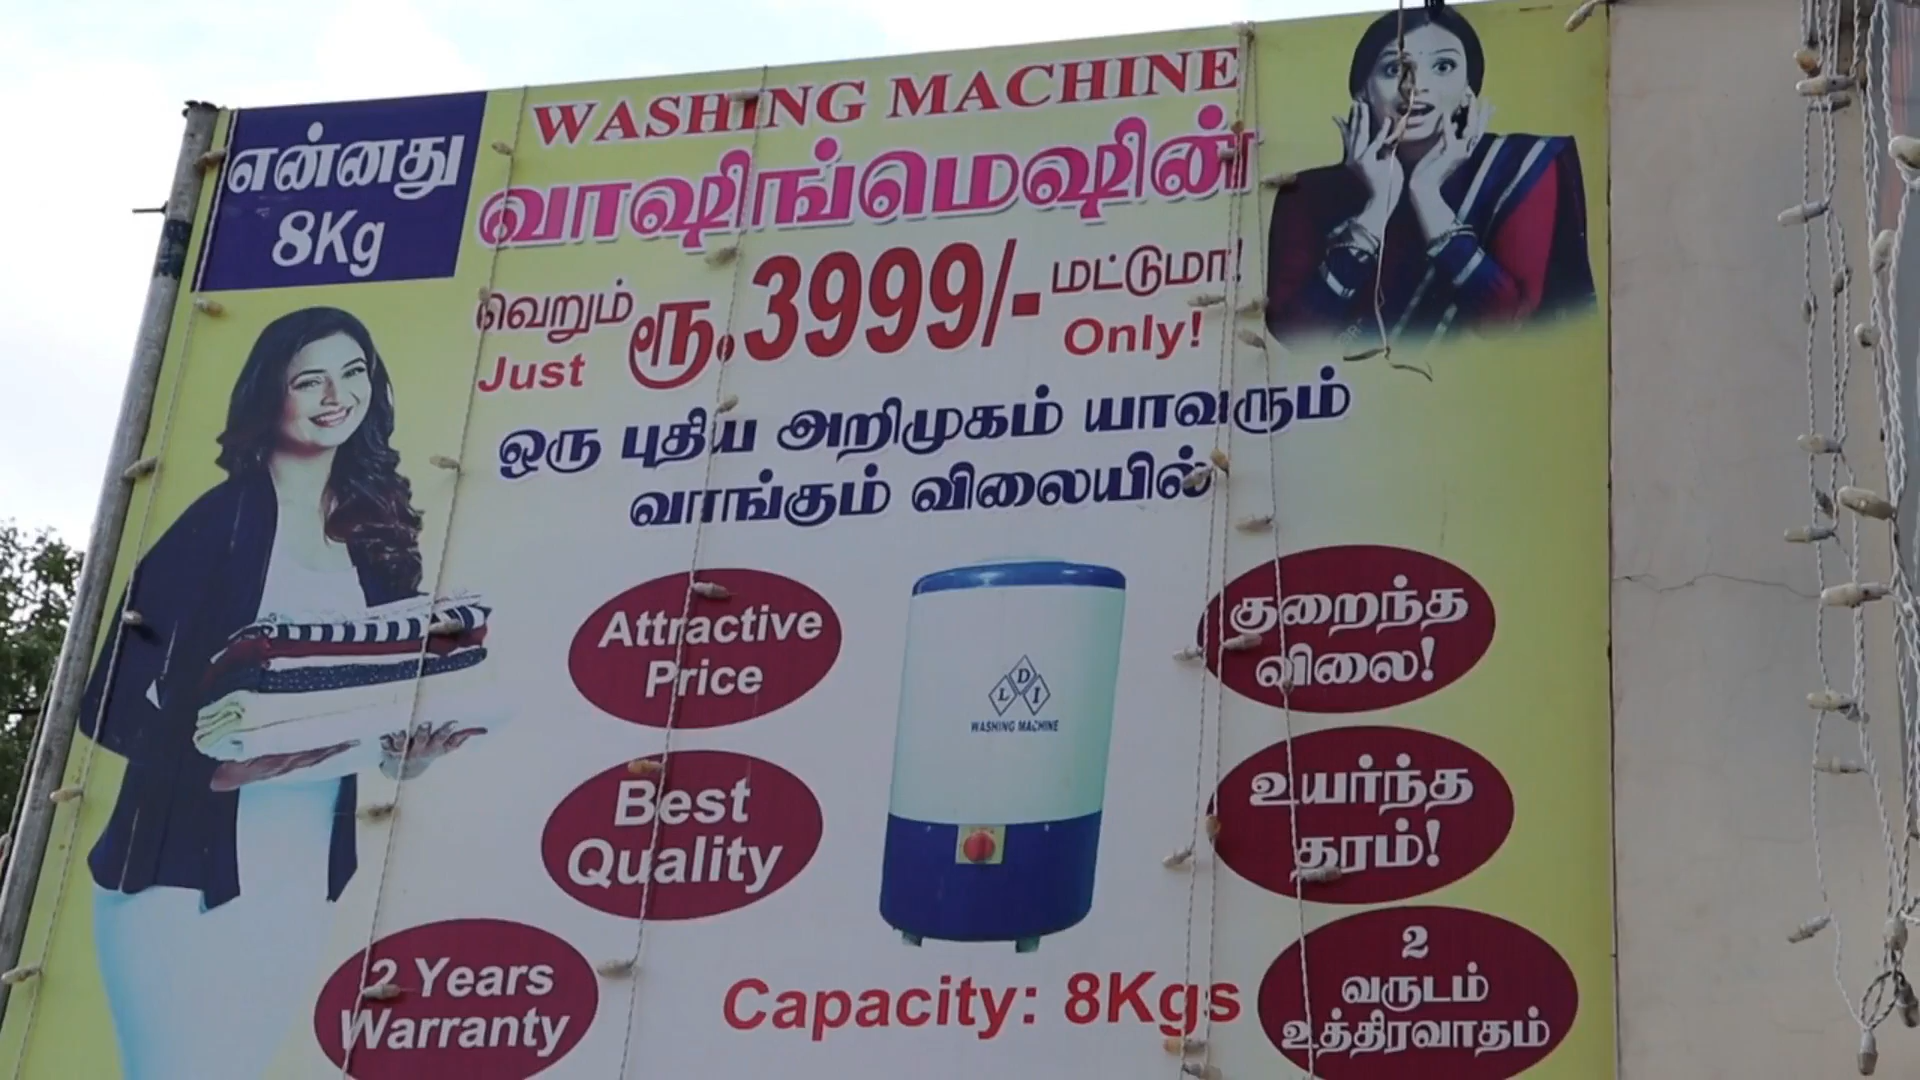 என்னது
8Kg
WASHING MACHINE
வாஷிங்மெஷின்
வெறும் ரூ.3999/- மட்டுமா!
Just Only!
ஒரு புதிய அறிமுகம் யாவரும்
வாங்கும் விலையில்
Attractive
Price
குறைந்த
விலை!
L D I
WASHING MACHINE
Best
Quality
உயர்ந்த
தரம்!
2 Years
Warranty
Capacity: 8Kgs
2
வருடம்
உத்திரவாதம்